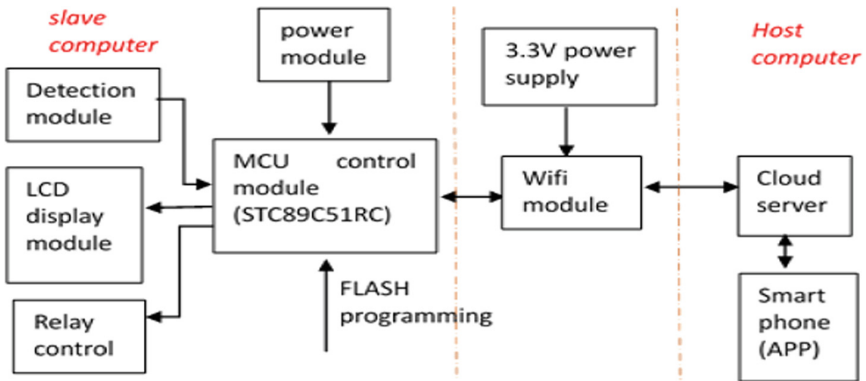 slave
computer
power
module
3.3V power
supply
Host
computer
Detection
module
MCU control
module
(STC89C51RC)
LCD
display
module
Wifi
module
Cloud
server
FLASH
programming
Relay
control
Smart
phone
(APP)